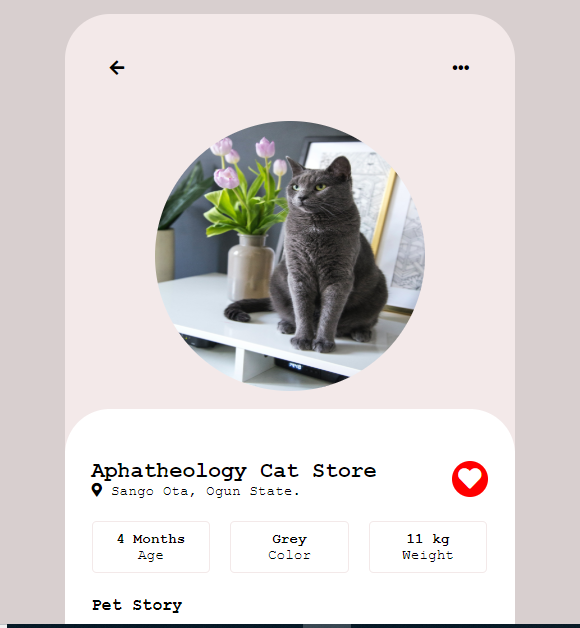 Aphatheology Cat Store
Sango Ota, Ogun State.
4 Months
Age
Grey
Color
11 kg
Weight
Pet Story